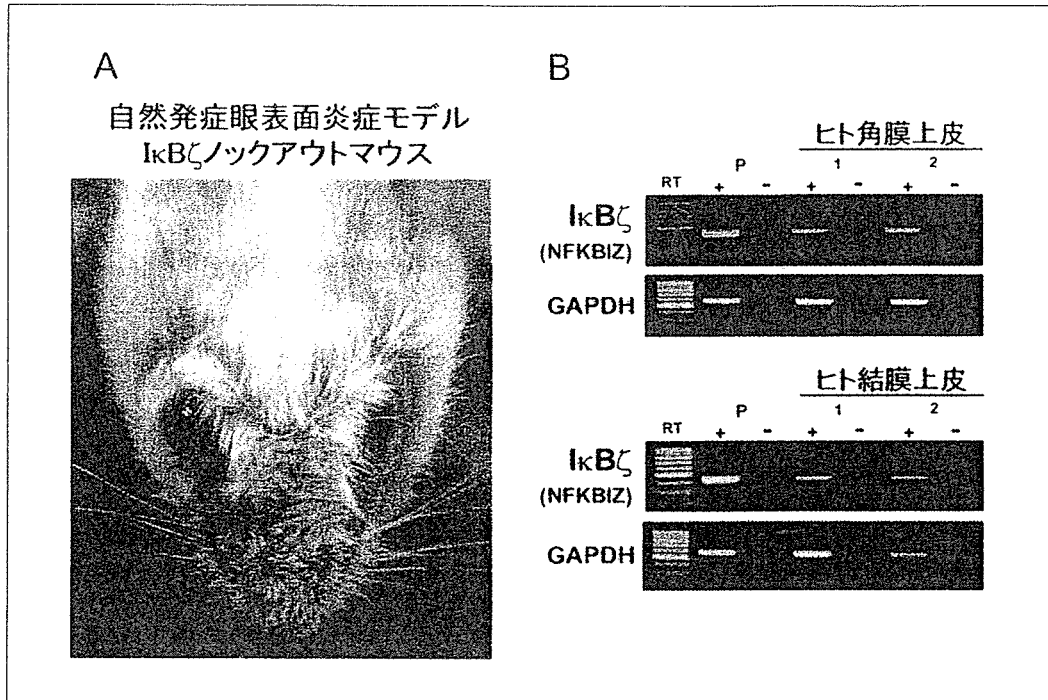 A
自然発症眼表面炎症モデル
IκBζノックアウトマウス
B
ヒト角膜上皮
P 1 2
RT + - + - + -
IκBζ
(NFKBIZ)
GAPDH
ヒト結膜上皮
P 1 2
RT + - + - + -
IκBζ
(NFKBIZ)
GAPDH